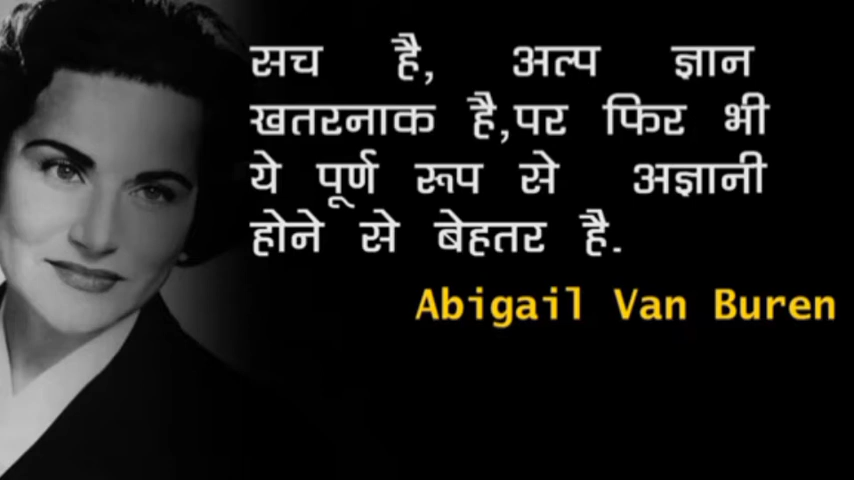 सच है, अल्प ज्ञान
खतरनाक है,पर फिर भी
ये पूर्ण रूप से अज्ञानी
होने से बेहतर है.
Abigail Van Buren